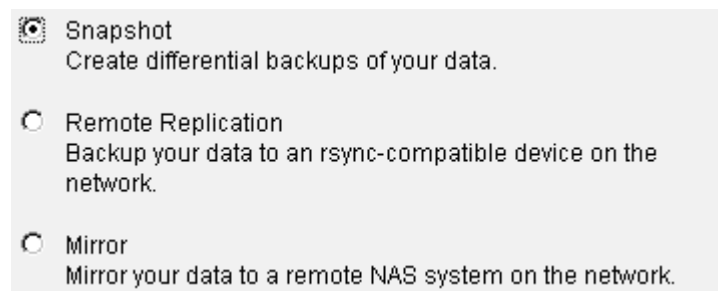 Snapshot
Create differential backups of your data.
Remote Replication
Backup your data to an rsync-compatible device on the
network.
Mirror
Mirror your data to a remote NAS system on the network.